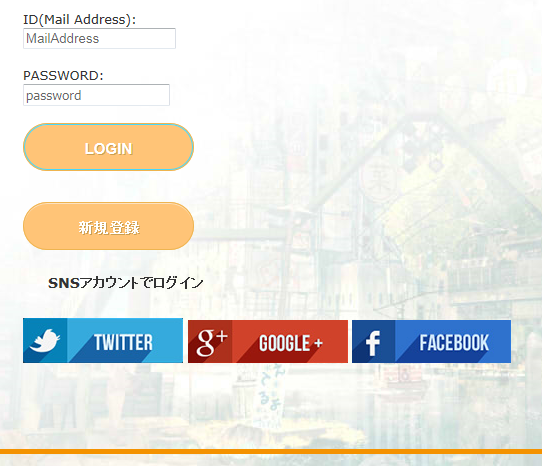 ID(Mail Address):
MailAddress
PASSWORD:
password
LOGIN
新規登録
SNSアカウントでログイン
TWITTER g+ GOOGLE + f FACEBOOK